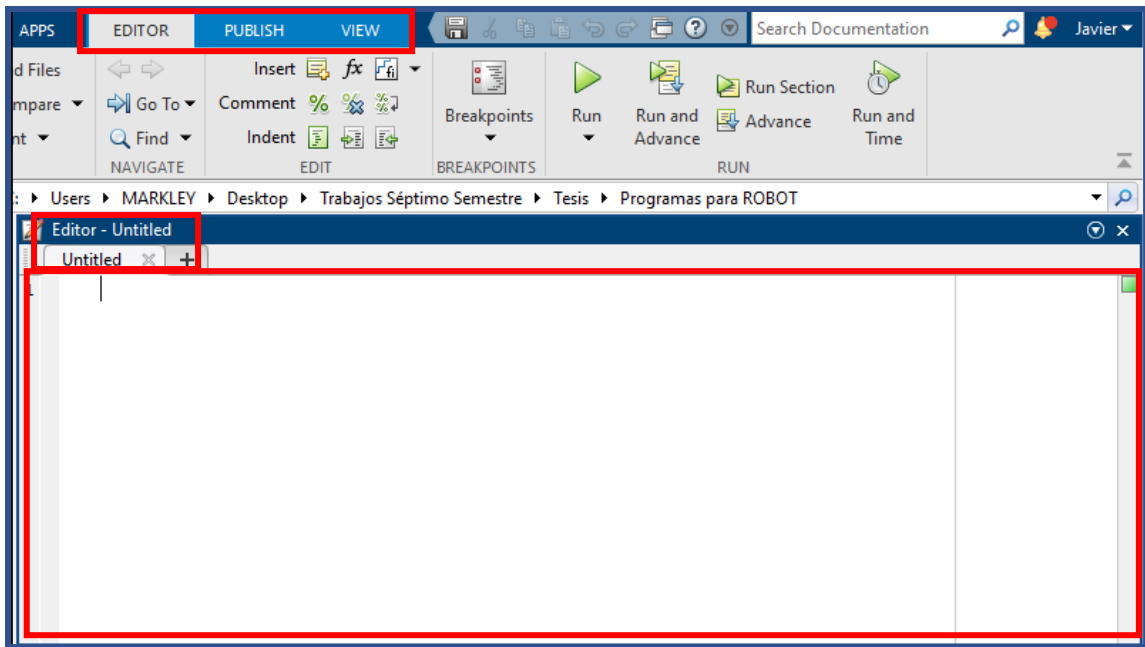 APPS EDITOR PUBLISH VIEW Search Documentation Javier
d Files Insert fx fi
mpare Go To Comment % Breakpoints Run Run and Advance Run Section Advance Run and Time
nt Find Indent
NAVIGATE EDIT BREAKPOINTS RUN
: Users MARKLEY Desktop Trabajos Séptimo Semestre Tesis Programas para ROBOT
Editor - Untitled
Untitled
1